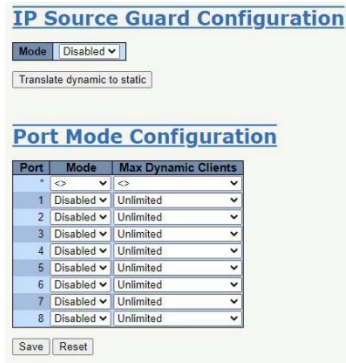 IP Source Guard Configuration
Mode Disabled
Translate dynamic to static
Port Mode Configuration
Port Mode Max Dynamic Clients
* <> <>
1 Disabled Unlimited
2 Disabled Unlimited
3 Disabled Unlimited
4 Disabled Unlimited
5 Disabled Unlimited
6 Disabled Unlimited
7 Disabled Unlimited
8 Disabled Unlimited
Save Reset